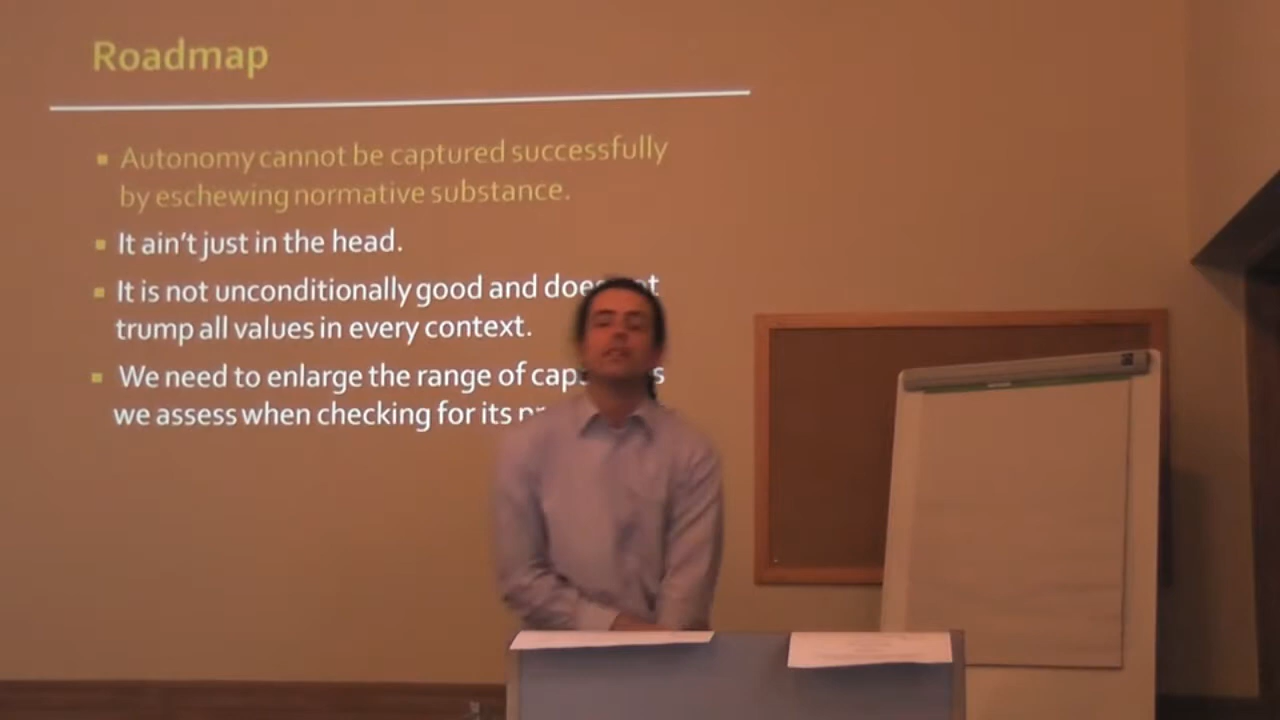 Roadmap
Autonomy cannot be captured successfully
by eschewing normative substance.
It ain't just in the head.
It is not unconditionally good and
trump all values in every context.
We need to enlarge the range of
we assess when checking for its